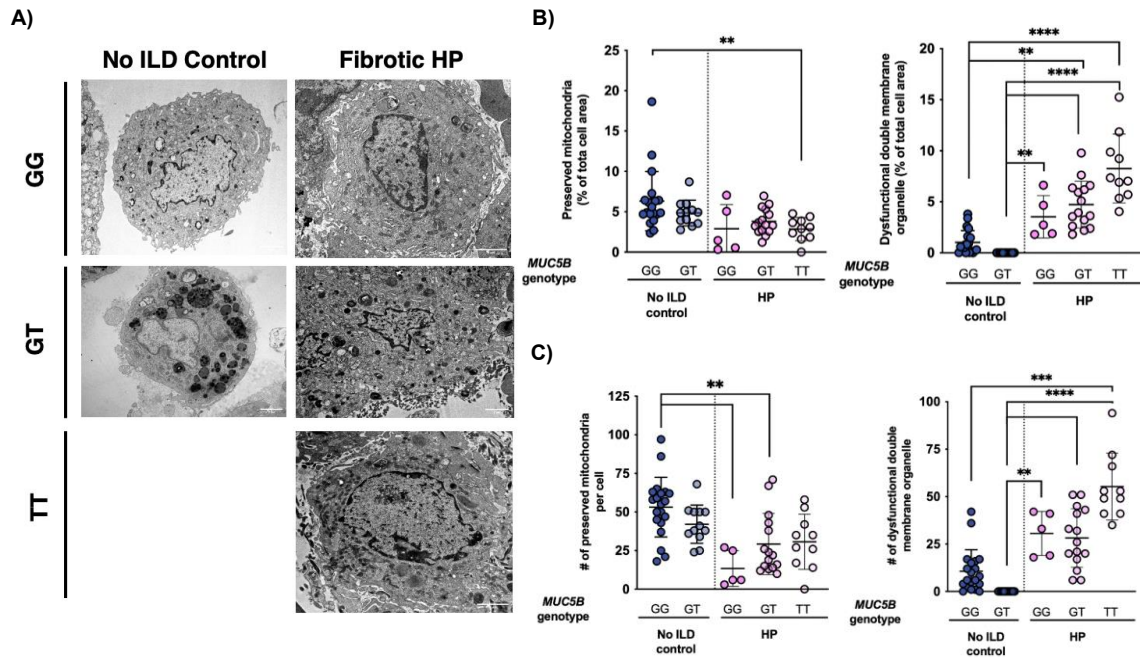 A)
No ILD Control
Fibrotic HP
GG
GT
TT
B)
Preserved mitochondria
(% of tota cell area)
25
20
15
10
5
0
**
MUC5B
genotype
GG
GT
GG
GT
TT
No ILD
control
HP
Dysfunctional double membrane
organelle (% of total cell area)
20
15
10
5
0
****
**
****
**
MUC5B
genotype
GG
GT
GG
GT
TT
No ILD
control
HP
C)
# of preserved mitochondria
per cell
125
100
75
50
25
0
**
MUC5B
genotype
GG
GT
GG
GT
TT
No ILD
control
HP
# of dysfunctional double
membrane organelle
100
50
0
***
****
**
MUC5B
genotype
GG
GT
GG
GT
TT
No ILD
control
HP